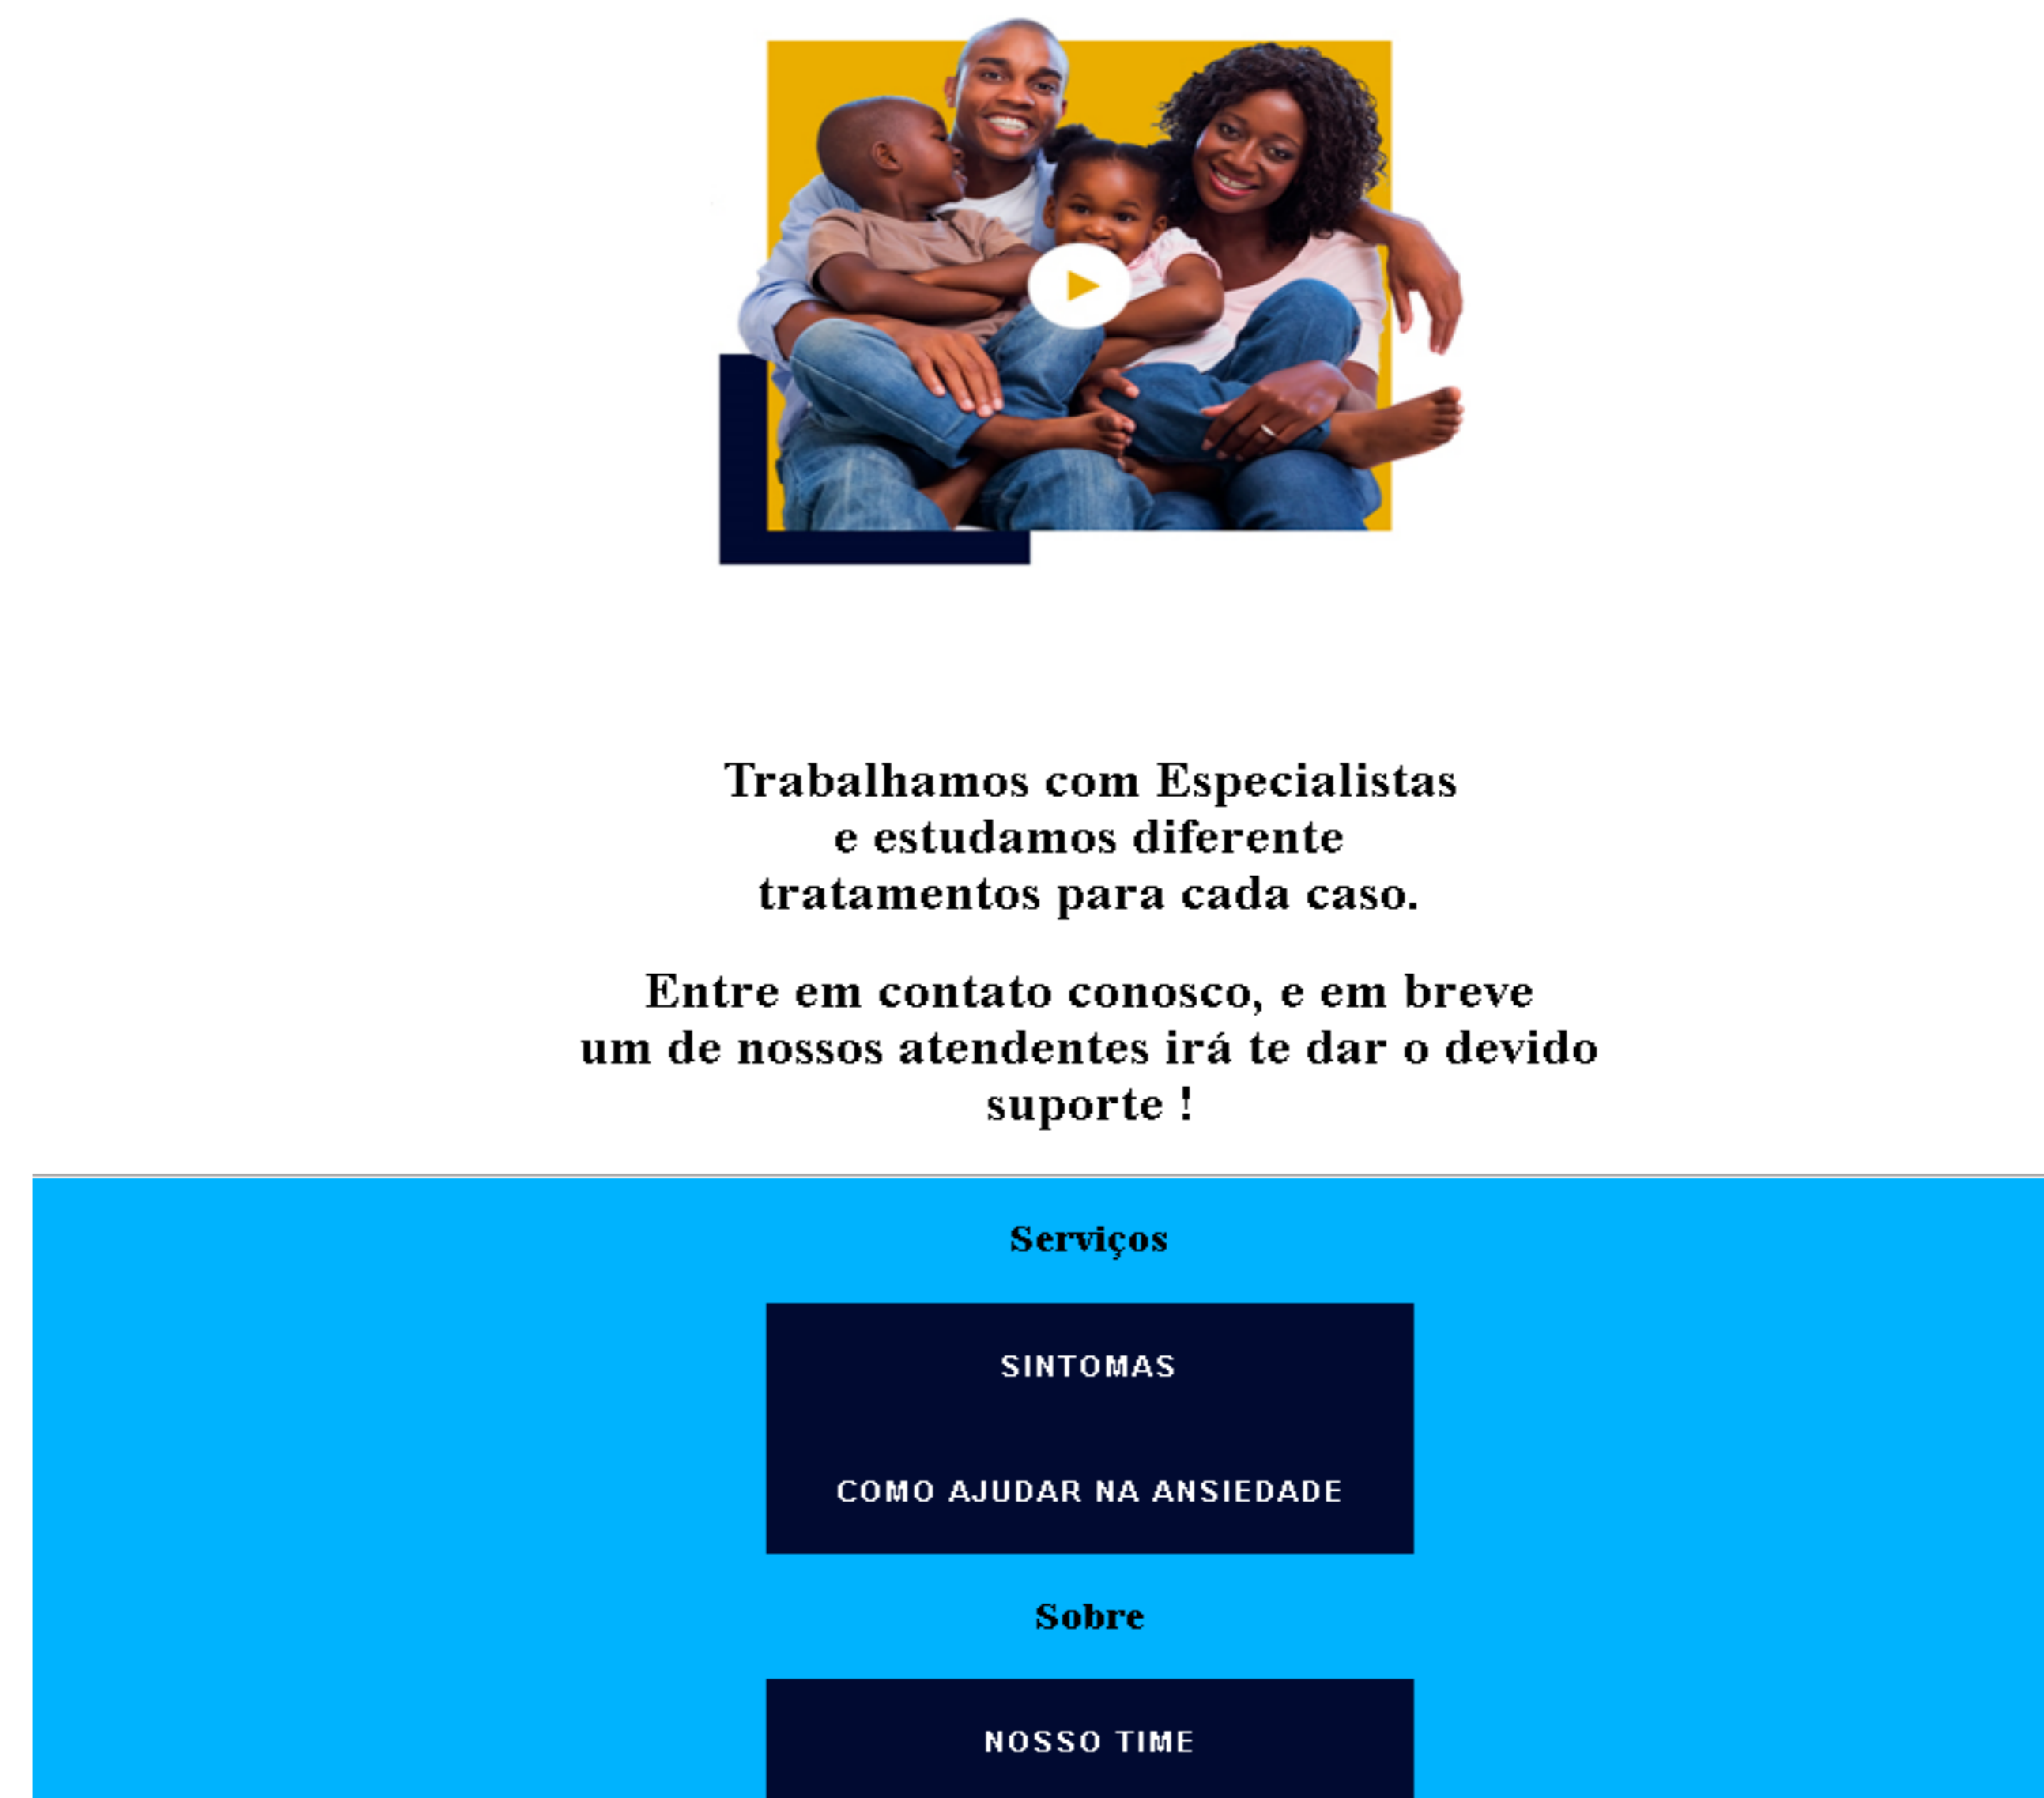 Trabalhamos com Especialistas
e estudamos diferente
tratamentos para cada caso.
Entre em contato conosco, e em breve
um de nossos atendentes irá te dar o devido
suporte !
Serviços
SINTOMAS
COMO AJUDAR NA ANSIEDADE
Sobre
NOSSO TIME